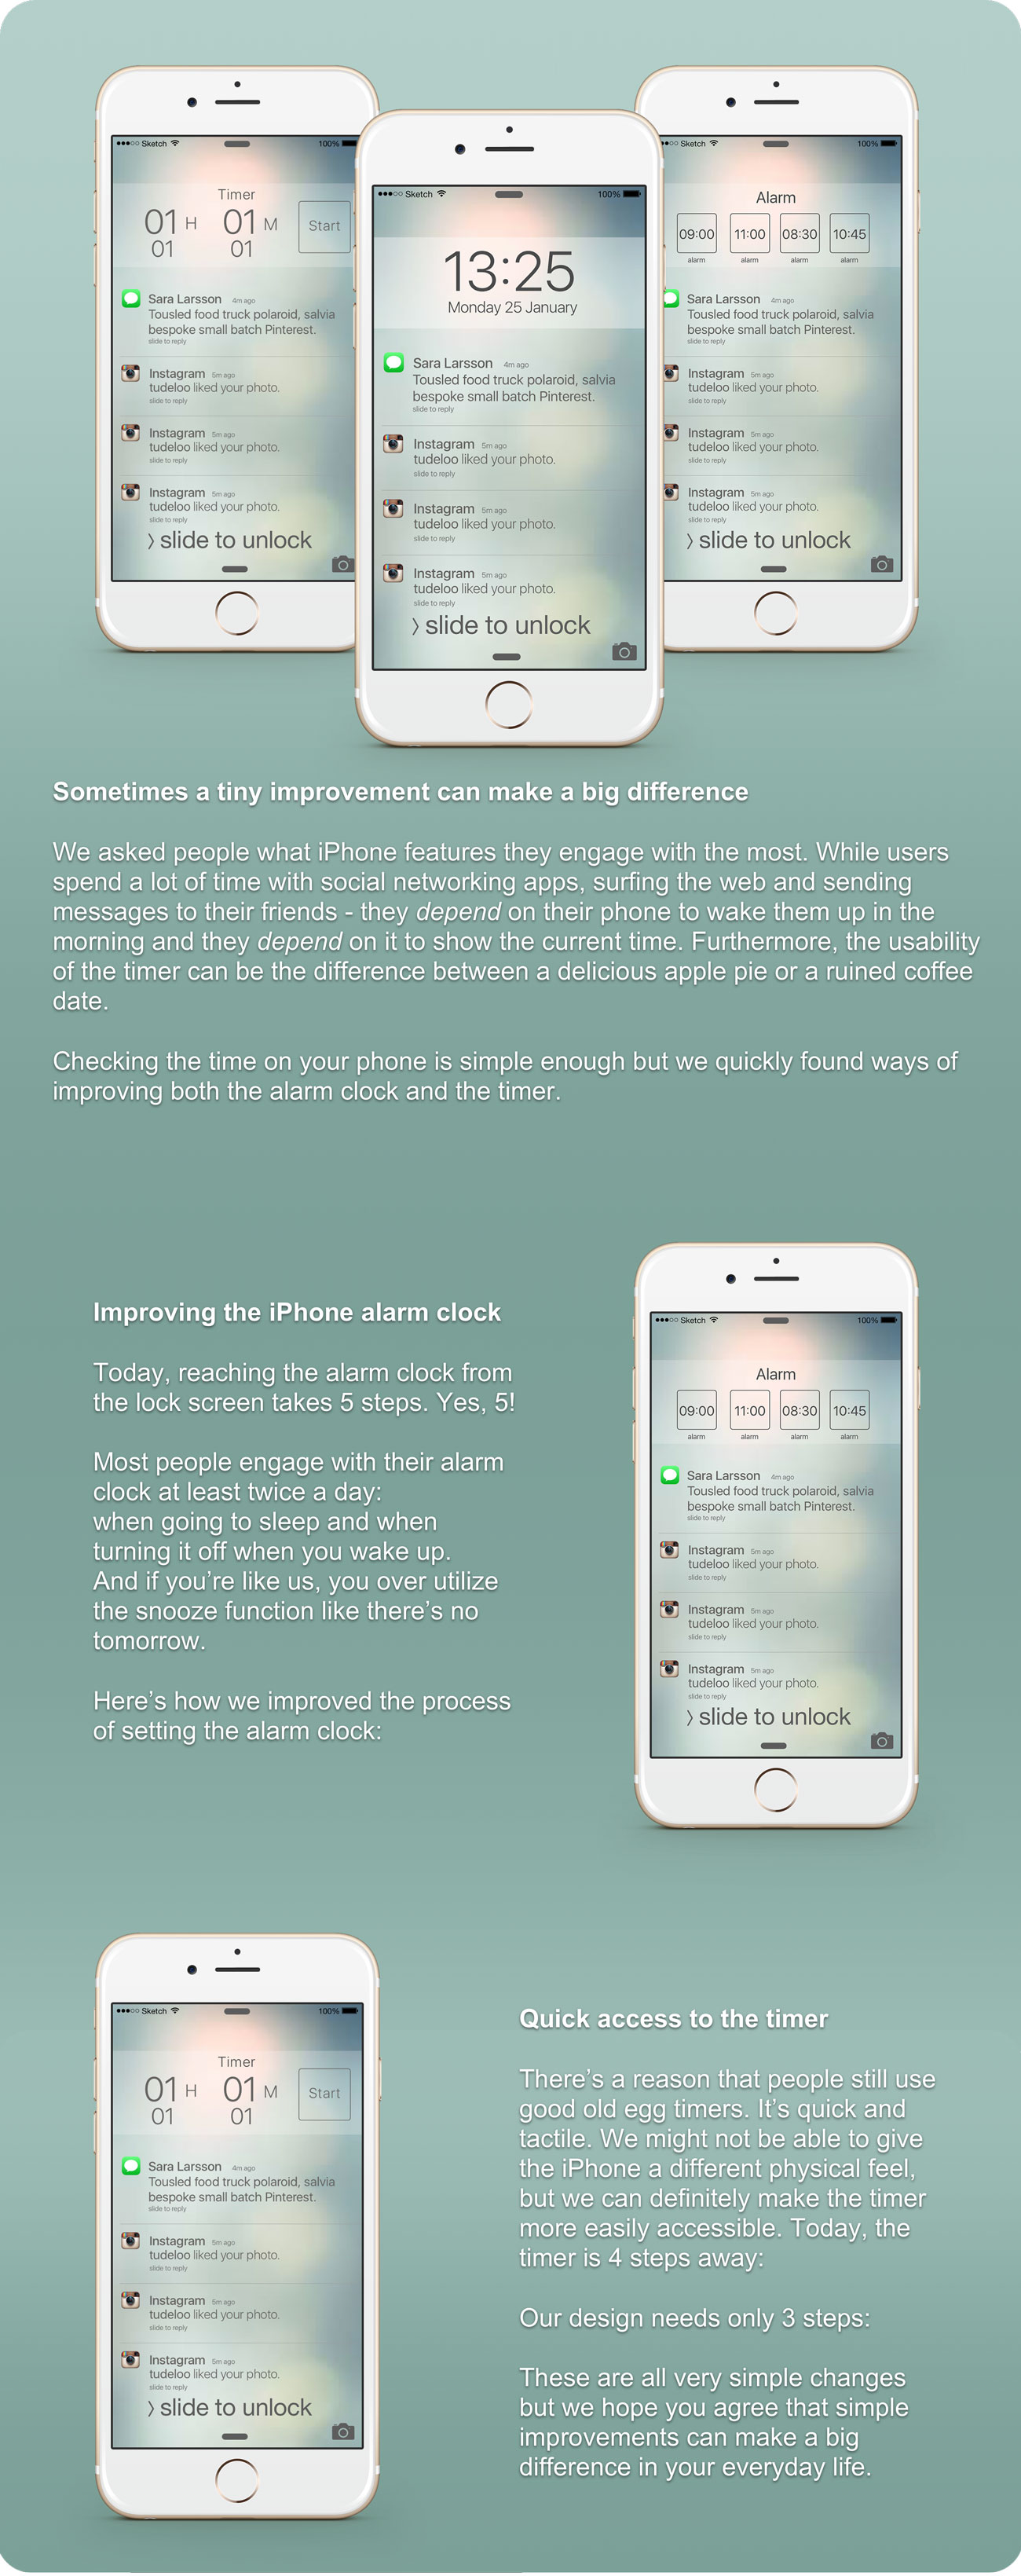 ●●●○○ Sketch 100%
Timer
01 H 01 M Start
01 01
Sara Larsson 4m ago
Tousled food truck polaroid, salvia
bespoke small batch Pinterest.
slide to reply
Instagram 5m ago
tudeloo liked your photo.
slide to reply
Instagram 5m ago
tudeloo liked your photo.
slide to reply
Instagram 5m ago
tudeloo liked your photo.
slide to reply
› slide to unlock
●●●○○ Sketch 100%
13:25
Monday 25 January
Sara Larsson 4m ago
Tousled food truck polaroid, salvia
bespoke small batch Pinterest.
slide to reply
Instagram 5m ago
tudeloo liked your photo.
slide to reply
Instagram 5m ago
tudeloo liked your photo.
slide to reply
Instagram 5m ago
tudeloo liked your photo.
slide to reply
› slide to unlock
●○○ Sketch 100%
Alarm
09:00 11:00 08:30 10:45
alarm alarm alarm alarm
Sara Larsson 4m ago
Tousled food truck polaroid, salvia
bespoke small batch Pinterest.
slide to reply
Instagram 5m ago
tudeloo liked your photo.
slide to reply
Instagram 5m ago
tudeloo liked your photo.
slide to reply
Instagram 5m ago
tudeloo liked your photo.
slide to reply
› slide to unlock
Sometimes a tiny improvement can make a big difference
We asked people what iPhone features they engage with the most. While users
spend a lot of time with social networking apps, surfing the web and sending
messages to their friends - they depend on their phone to wake them up in the
morning and they depend on it to show the current time. Furthermore, the usability
of the timer can be the difference between a delicious apple pie or a ruined coffee
date.
Checking the time on your phone is simple enough but we quickly found ways of
improving both the alarm clock and the timer.
Improving the iPhone alarm clock
Today, reaching the alarm clock from
the lock screen takes 5 steps. Yes, 5!
Most people engage with their alarm
clock at least twice a day:
when going to sleep and when
turning it off when you wake up.
And if you're like us, you over utilize
the snooze function like there's no
tomorrow.
Here's how we improved the process
of setting the alarm clock:
●●●○○ Sketch 100%
Alarm
09:00 11:00 08:30 10:45
alarm alarm alarm alarm
Sara Larsson 4m ago
Tousled food truck polaroid, salvia
bespoke small batch Pinterest.
slide to reply
Instagram 5m ago
tudeloo liked your photo.
slide to reply
Instagram 5m ago
tudeloo liked your photo.
slide to reply
Instagram 5m ago
tudeloo liked your photo.
slide to reply
› slide to unlock
●●●○○ Sketch 100%
Timer
01 H 01 M Start
01 01
Sara Larsson 4m ago
Tousled food truck polaroid, salvia
bespoke small batch Pinterest.
slide to reply
Instagram 5m ago
tudeloo liked your photo.
slide to reply
Instagram 5m ago
tudeloo liked your photo.
slide to reply
Instagram 5m ago
tudeloo liked your photo.
slide to reply
› slide to unlock
Quick access to the timer
There's a reason that people still use
good old egg timers. It's quick and
tactile. We might not be able to give
the iPhone a different physical feel,
but we can definitely make the timer
more easily accessible. Today, the
timer is 4 steps away:
Our design needs only 3 steps:
These are all very simple changes
but we hope you agree that simple
improvements can make a big
difference in your everyday life.